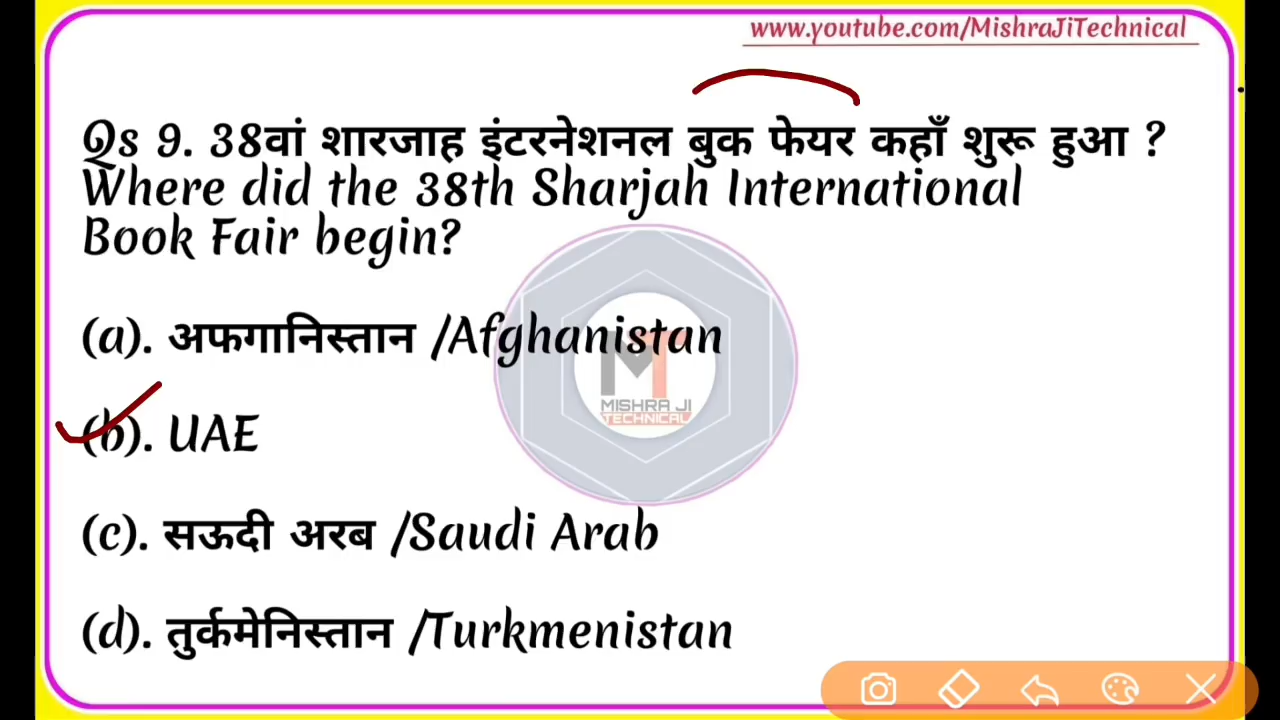 www.youtube.com/MishraJiTechnical
Qs 9. 38वां शारजाह इंटरनेशनल बुक फेयर कहाँ शुरू हुआ ?
Where did the 38th Sharjah International
Book Fair begin?
(a). अफगानिस्तान /Afghanistan
(b). UAE
(c). सऊदी अरब /Saudi Arab
(d). तुर्कमेनिस्तान /Turkmenistan
MT
MISHRA JI
TECHNICAL